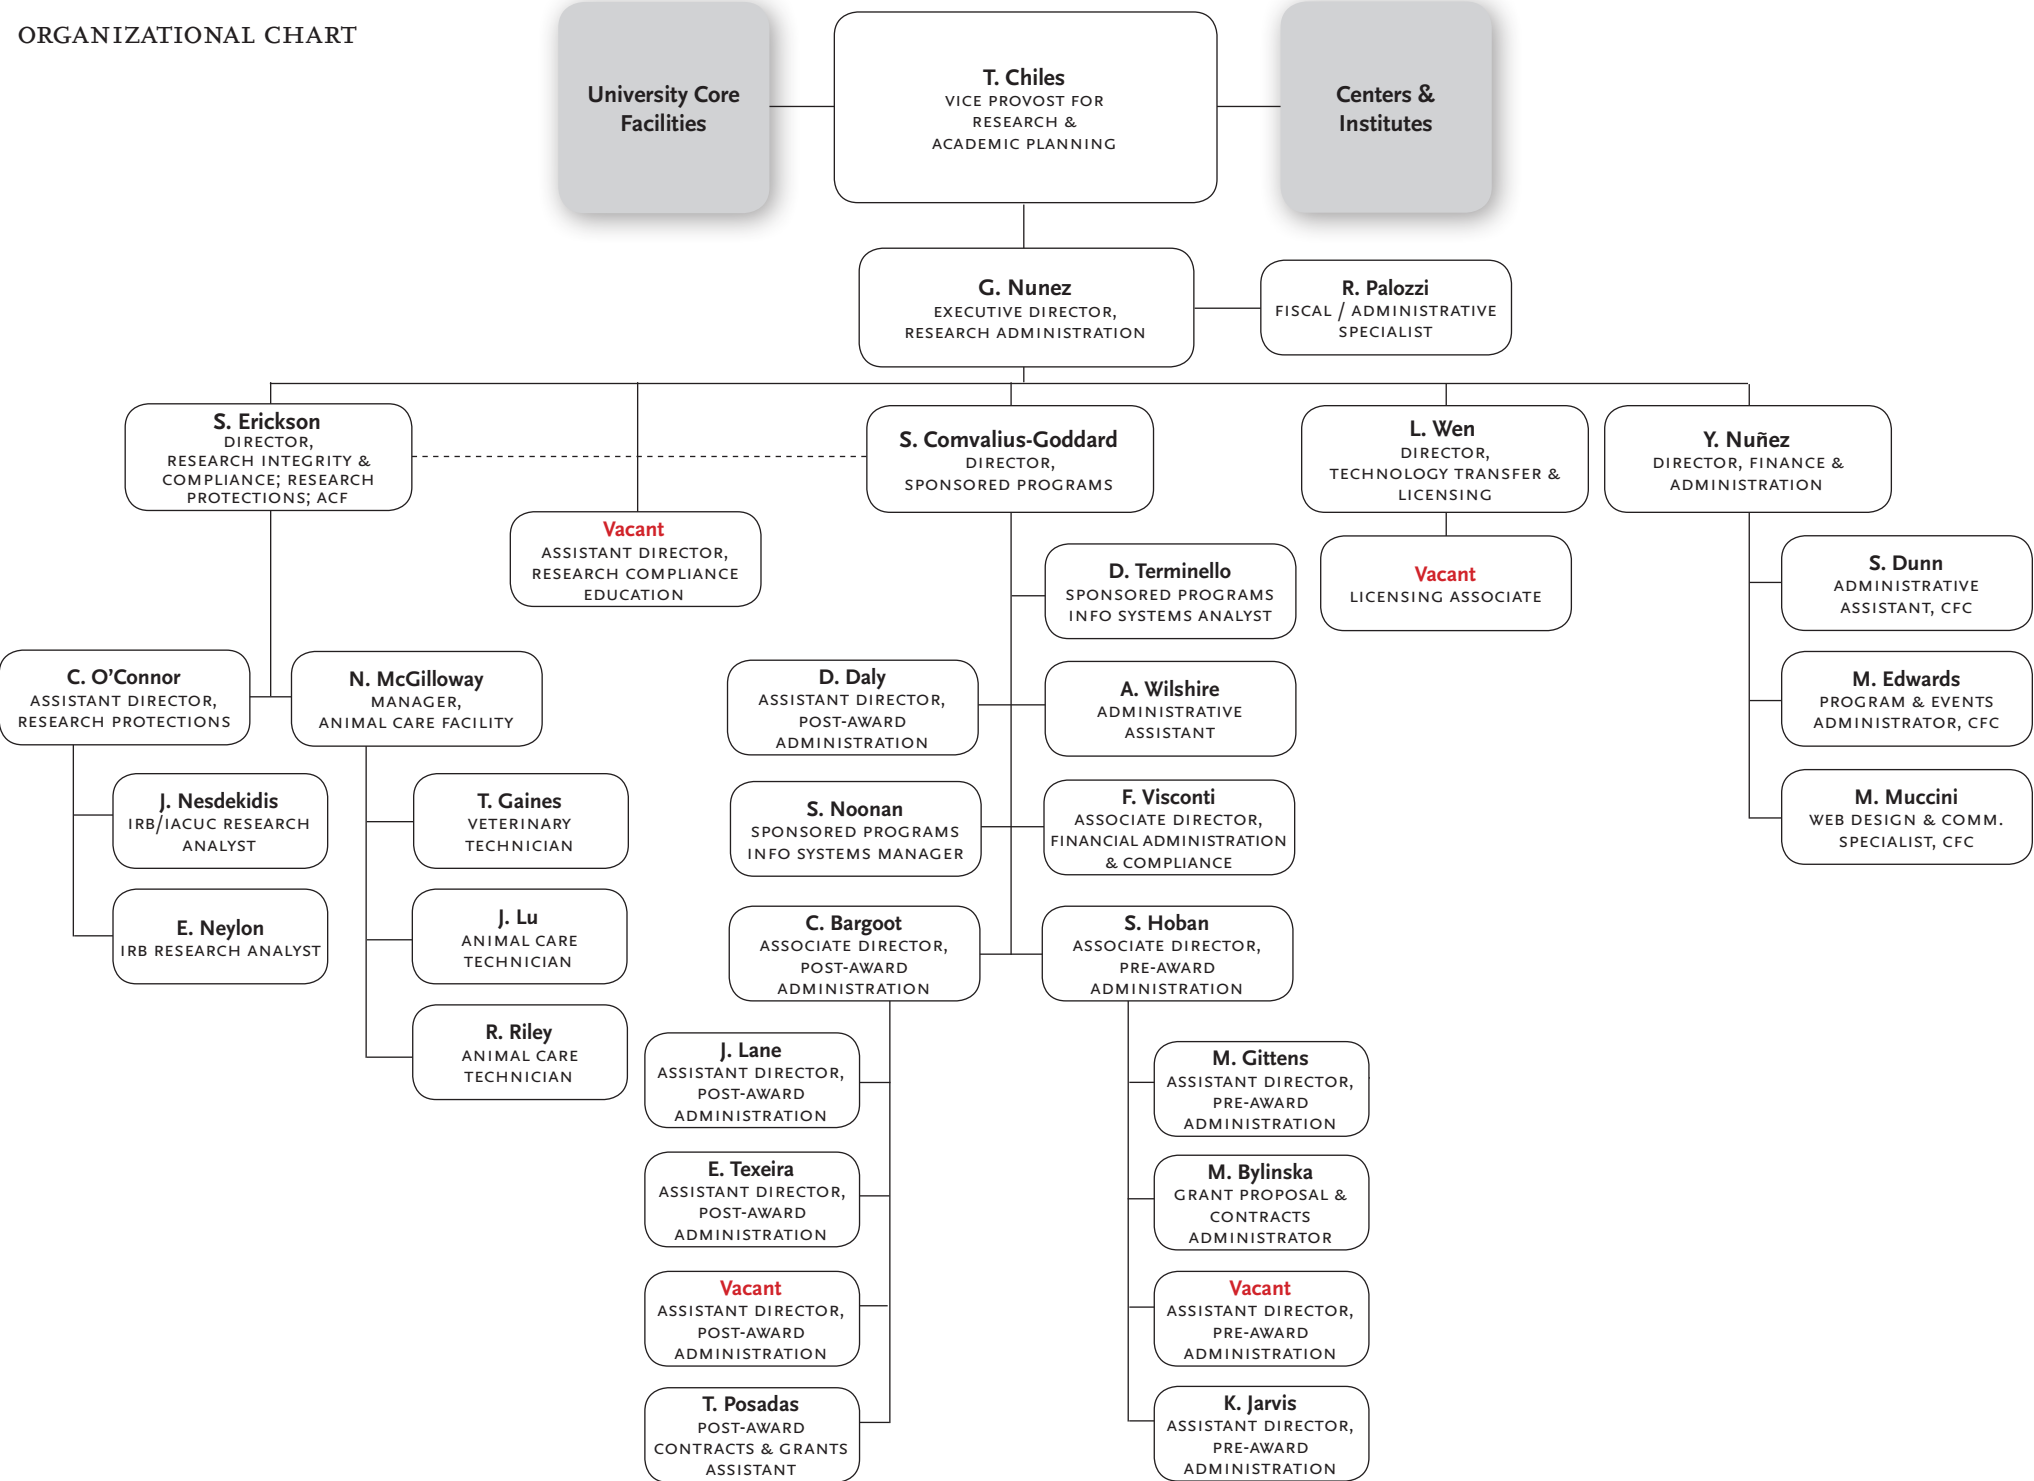 ORGANIZATIONAL CHART
University Core
Facilities
T. Chiles
VICE PROVOST FOR
RESEARCH &
ACADEMIC PLANNING
Centers &
Institutes
G. Nunez
EXECUTIVE DIRECTOR,
RESEARCH ADMINISTRATION
R. Palozzi
FISCAL / ADMINISTRATIVE
SPECIALIST
S. Erickson
DIRECTOR,
RESEARCH INTEGRITY &
COMPLIANCE; RESEARCH
PROTECTIONS; ACF
Vacant
ASSISTANT DIRECTOR,
RESEARCH COMPLIANCE
EDUCATION
S. Comvalius-Goddard
DIRECTOR,
SPONSORED PROGRAMS
L. Wen
DIRECTOR,
TECHNOLOGY TRANSFER &
LICENSING
Y. Nuñez
DIRECTOR, FINANCE &
ADMINISTRATION
D. Terminello
SPONSORED PROGRAMS
INFO SYSTEMS ANALYST
Vacant
LICENSING ASSOCIATE
S. Dunn
ADMINISTRATIVE
ASSISTANT, CFC
C. O'Connor
ASSISTANT DIRECTOR,
RESEARCH PROTECTIONS
N. McGilloway
MANAGER,
ANIMAL CARE FACILITY
D. Daly
ASSISTANT DIRECTOR,
POST-AWARD
ADMINISTRATION
A. Wilshire
ADMINISTRATIVE
ASSISTANT
M. Edwards
PROGRAM & EVENTS
ADMINISTRATOR, CFC
J. Nesdekidis
IRB/IACUC RESEARCH
ANALYST
T. Gaines
VETERINARY
TECHNICIAN
S. Noonan
SPONSORED PROGRAMS
INFO SYSTEMS MANAGER
F. Visconti
ASSOCIATE DIRECTOR,
FINANCIAL ADMINISTRATION
& COMPLIANCE
M. Muccini
WEB DESIGN & COMM.
SPECIALIST, CFC
E. Neylon
IRB RESEARCH ANALYST
J. Lu
ANIMAL CARE
TECHNICIAN
C. Bargoot
ASSOCIATE DIRECTOR,
POST-AWARD
ADMINISTRATION
S. Hoban
ASSOCIATE DIRECTOR,
PRE-AWARD
ADMINISTRATION
R. Riley
ANIMAL CARE
TECHNICIAN
J. Lane
ASSISTANT DIRECTOR,
POST-AWARD
ADMINISTRATION
M. Gittens
ASSISTANT DIRECTOR,
PRE-AWARD
ADMINISTRATION
E. Texeira
ASSISTANT DIRECTOR,
POST-AWARD
ADMINISTRATION
M. Bylinska
GRANT PROPOSAL &
CONTRACTS
ADMINISTRATOR
Vacant
ASSISTANT DIRECTOR,
POST-AWARD
ADMINISTRATION
Vacant
ASSISTANT DIRECTOR,
PRE-AWARD
ADMINISTRATION
T. Posadas
POST-AWARD
CONTRACTS & GRANTS
ASSISTANT
K. Jarvis
ASSISTANT DIRECTOR,
PRE-AWARD
ADMINISTRATION